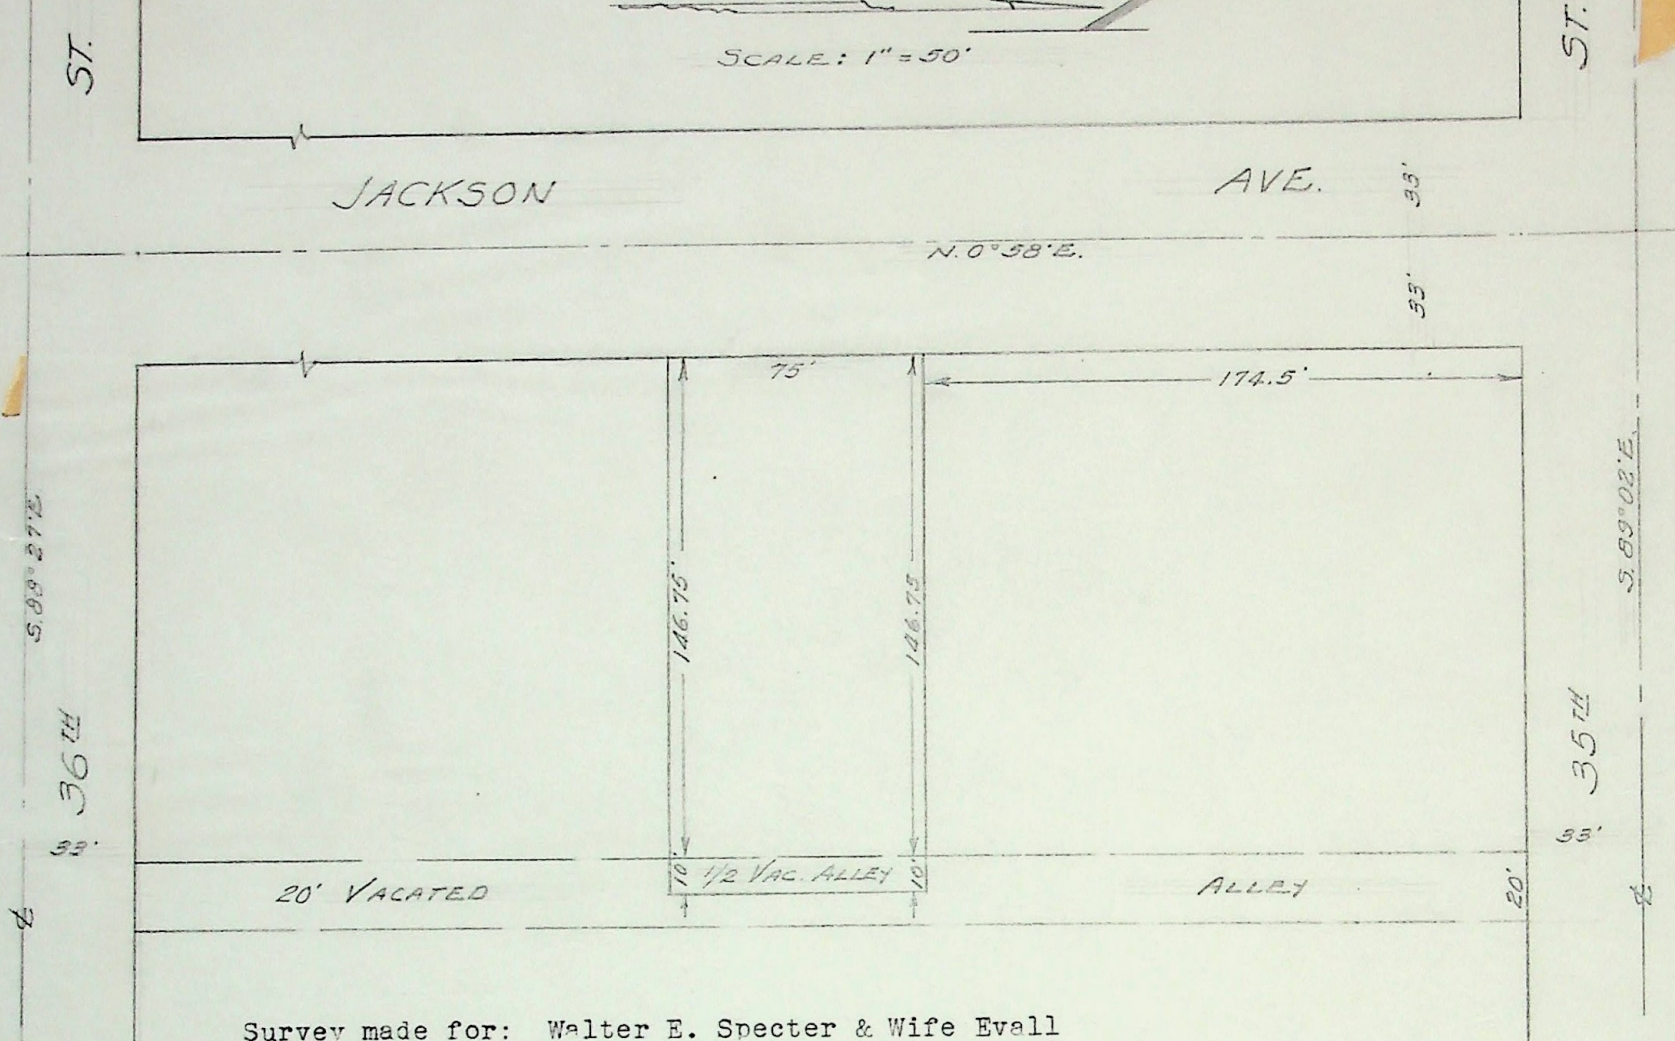 ST.
ST.
SCALE: 1" = 50'
JACKSON AVE.
33'
N. 0° 58' E.
33'
75'
174.5'
S. 88° 27' E.
S. 89° 02' E.
146.75'
146.75
36TH
35TH
33'
33'
10' 1/2 VAC. ALLEY 10'
20' VACATED ALLEY 20'
℄
℄
Survey made for: Walter E. Specter & Wife Evall